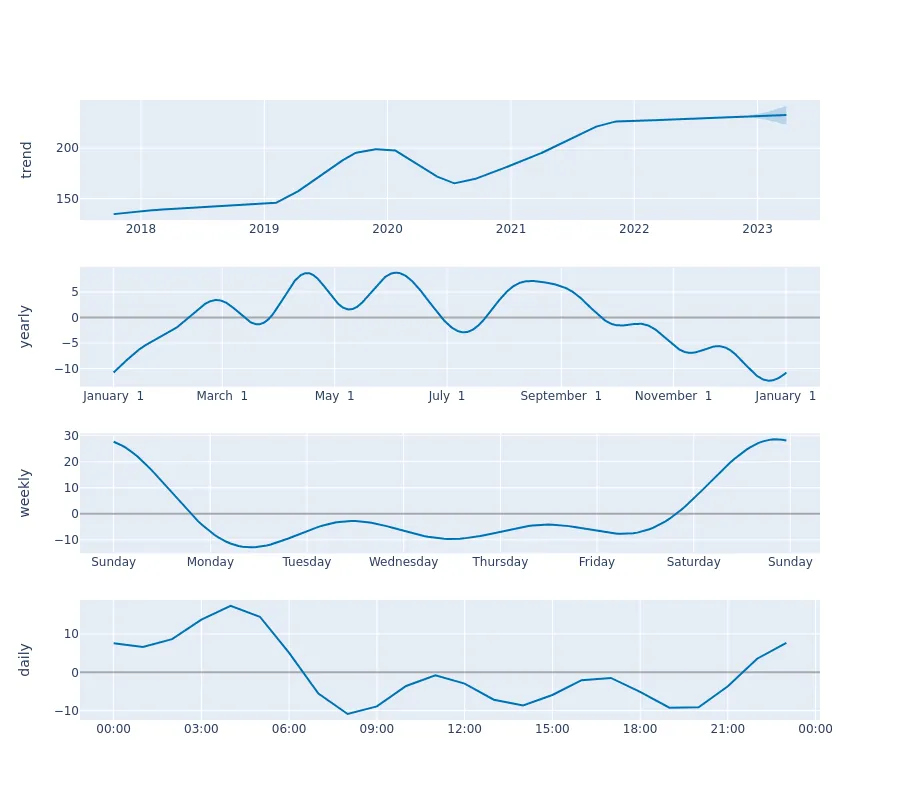 trend
200
150
2018 2019 2020 2021 2022 2023
yearly
5
0
−5
−10
January 1 March 1 May 1 July 1 September 1 November 1 January 1
weekly
30
20
10
0
−10
Sunday Monday Tuesday Wednesday Thursday Friday Saturday Sunday
daily
10
0
−10
00:00 03:00 06:00 09:00 12:00 15:00 18:00 21:00 00:00